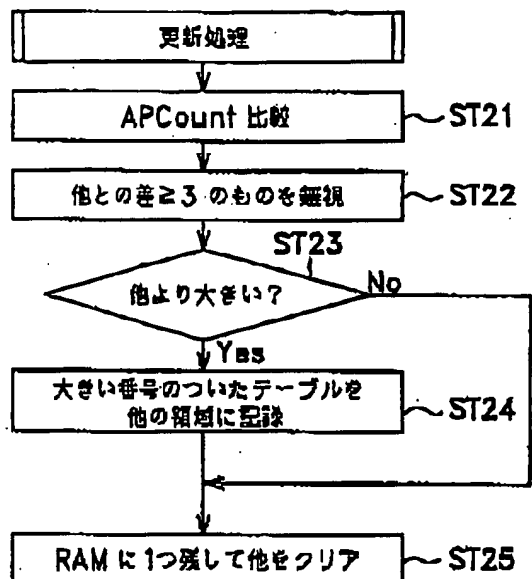 更新処理
APCount 比較
ST21
他との差≧3 のものを無視
ST22
ST23
他より大きい?
No
Yes
大きい番号のついたテーブルを
他の領域に記録
ST24
RAM に1つ残して他をクリア
ST25